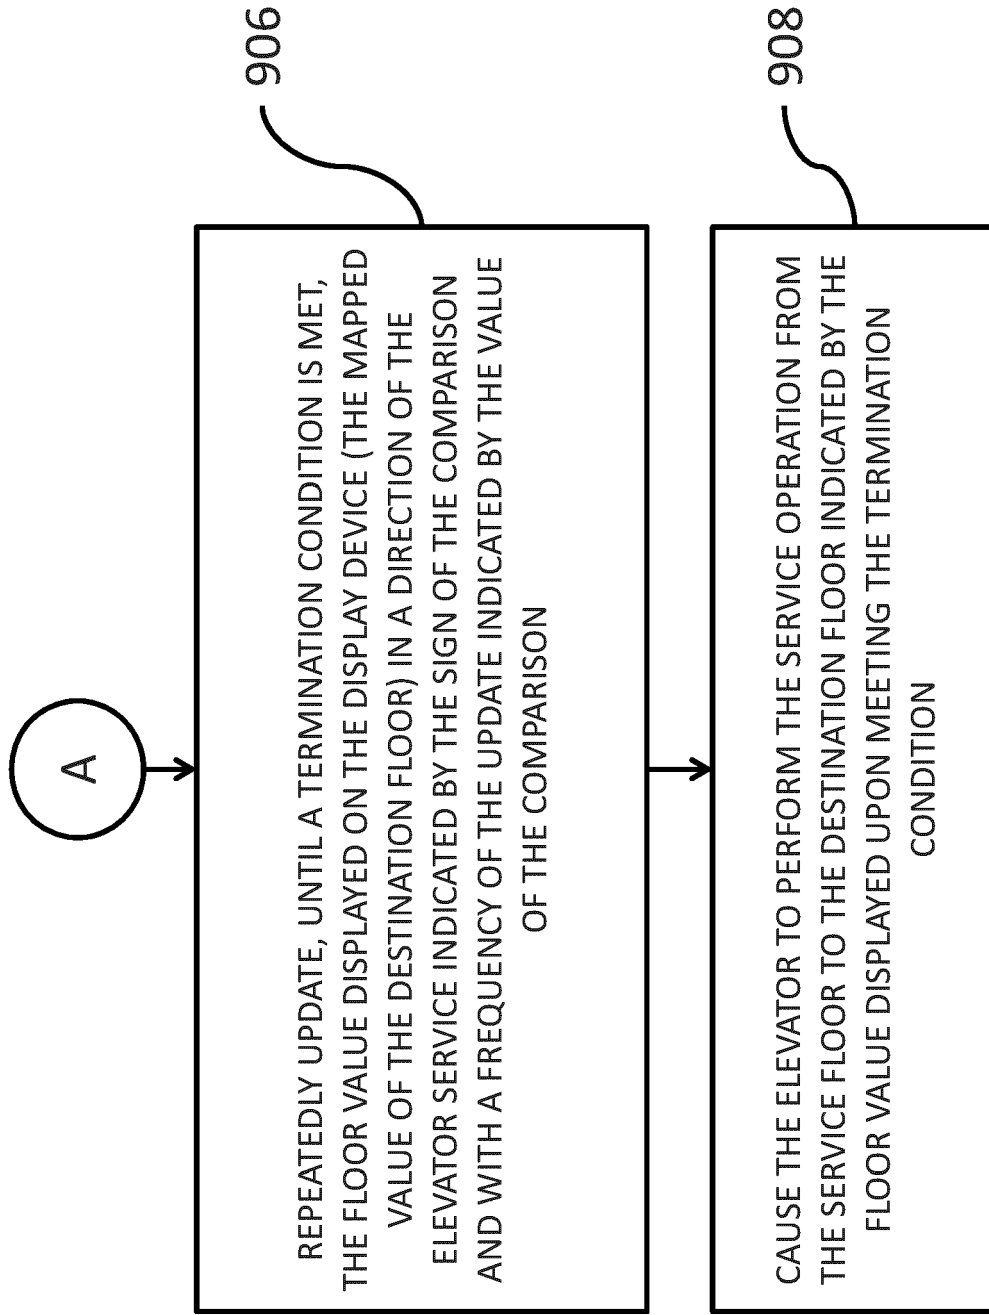 A
REPEATEDLY UPDATE, UNTIL A TERMINATION CONDITION IS MET,
THE FLOOR VALUE DISPLAYED ON THE DISPLAY DEVICE (THE MAPPED
VALUE OF THE DESTINATION FLOOR) IN A DIRECTION OF THE
ELEVATOR SERVICE INDICATED BY THE SIGN OF THE COMPARISON
AND WITH A FREQUENCY OF THE UPDATE INDICATED BY THE VALUE
OF THE COMPARISON
906
CAUSE THE ELEVATOR TO PERFORM THE SERVICE OPERATION FROM
THE SERVICE FLOOR TO THE DESTINATION FLOOR INDICATED BY THE
FLOOR VALUE DISPLAYED UPON MEETING THE TERMINATION
CONDITION
908